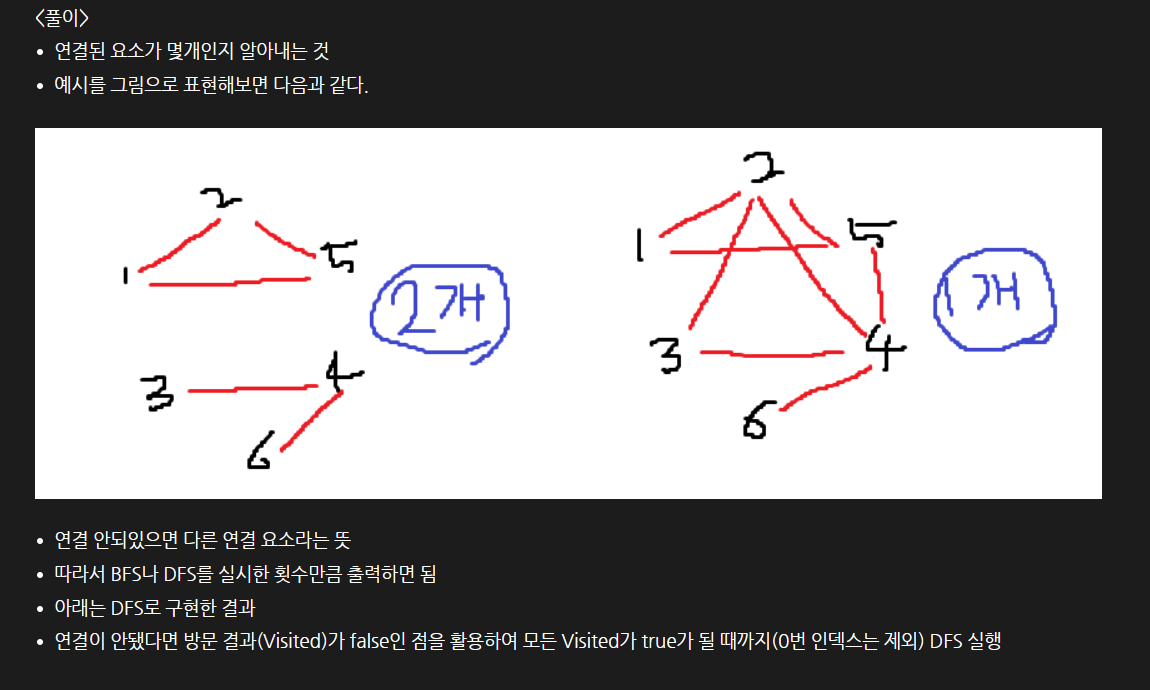 <풀이>
• 연결된 요소가 몇개인지 알아내는 것
• 예시를 그림으로 표현해보면 다음과 같다.
2
1
5
2개
3
4
6
2
1
5
1개
3
4
6
• 연결 안되있으면 다른 연결 요소라는 뜻
• 따라서 BFS나 DFS를 실시한 횟수만큼 출력하면 됨
• 아래는 DFS로 구현한 결과
• 연결이 안됐다면 방문 결과(Visited)가 false인 점을 활용하여 모든 Visited가 true가 될 때까지(0번 인덱스는 제외) DFS 실행